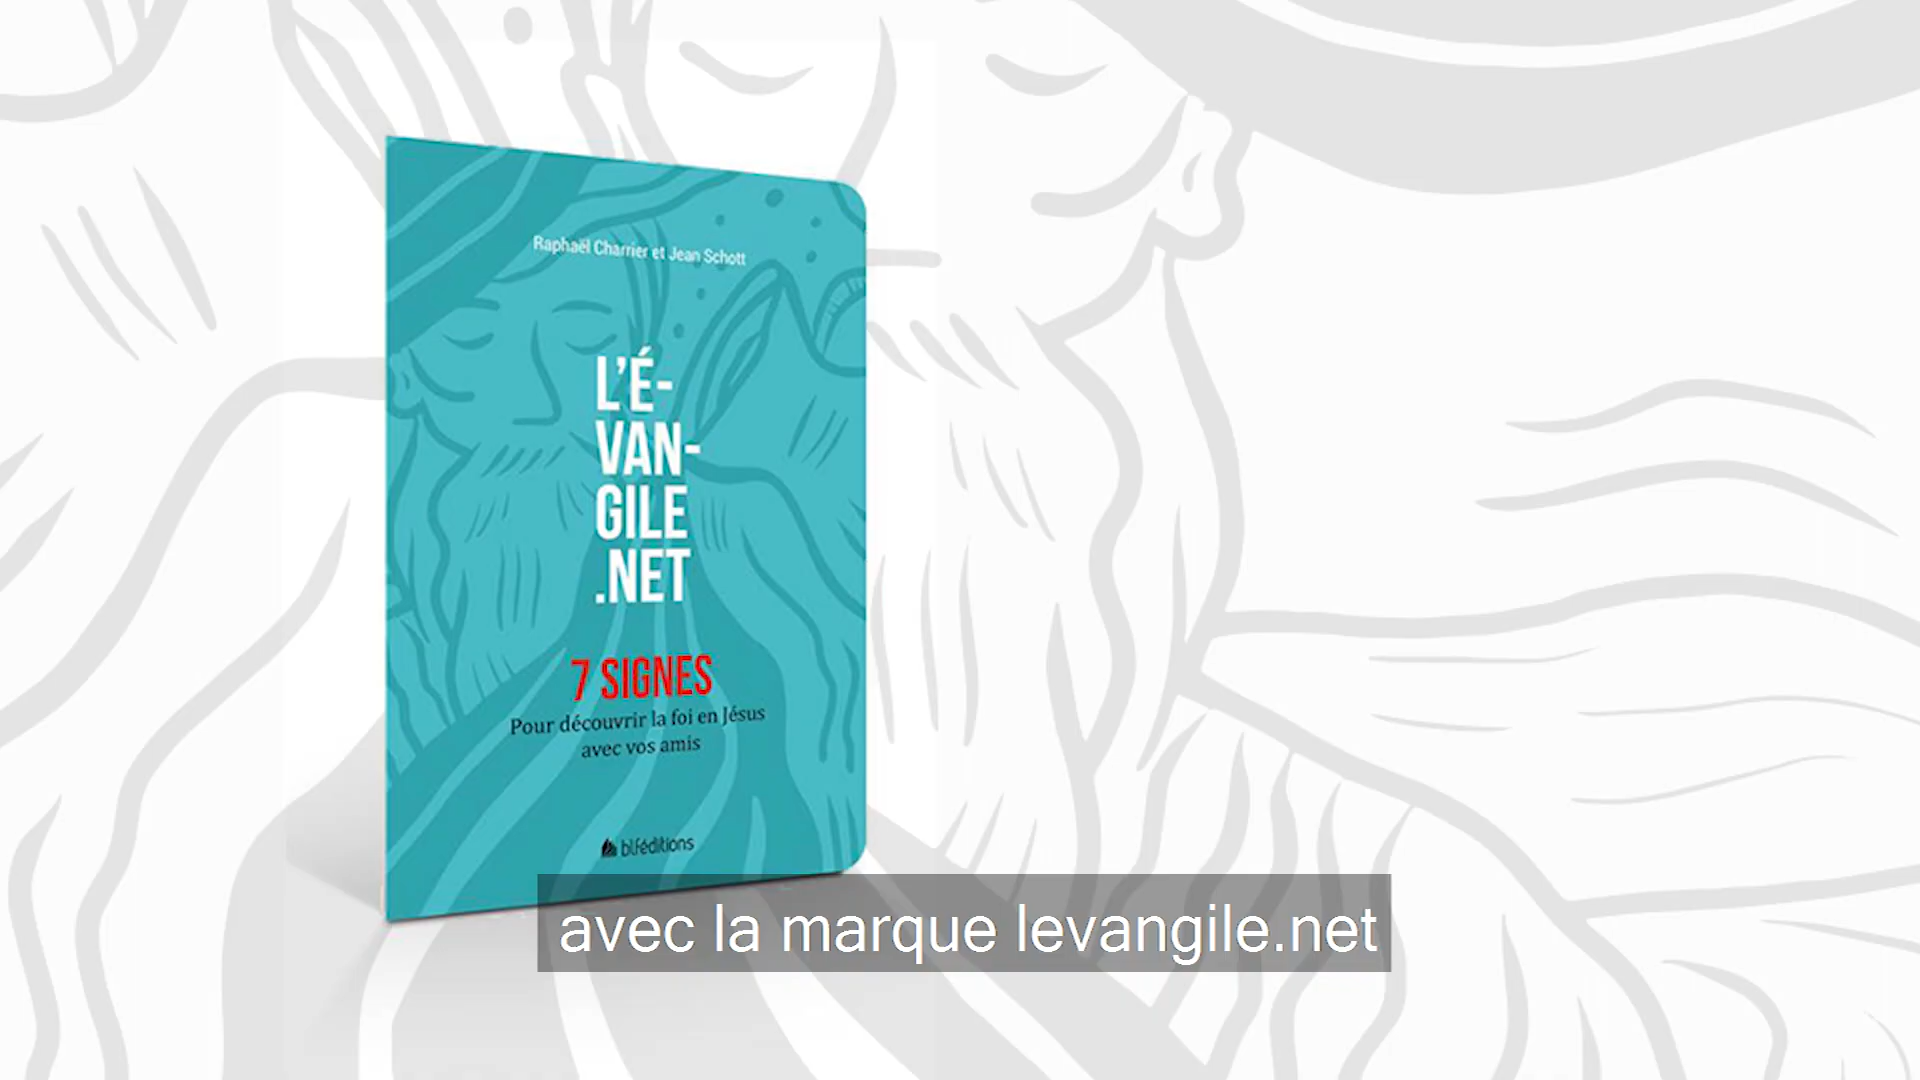 Raphaël Charrier et Jean Schott
L'É-
VAN-
GILE
.NET
7 SIGNES
Pour découvrir la foi en Jésus
avec vos amis
blféditions
avec la marque levangile.net